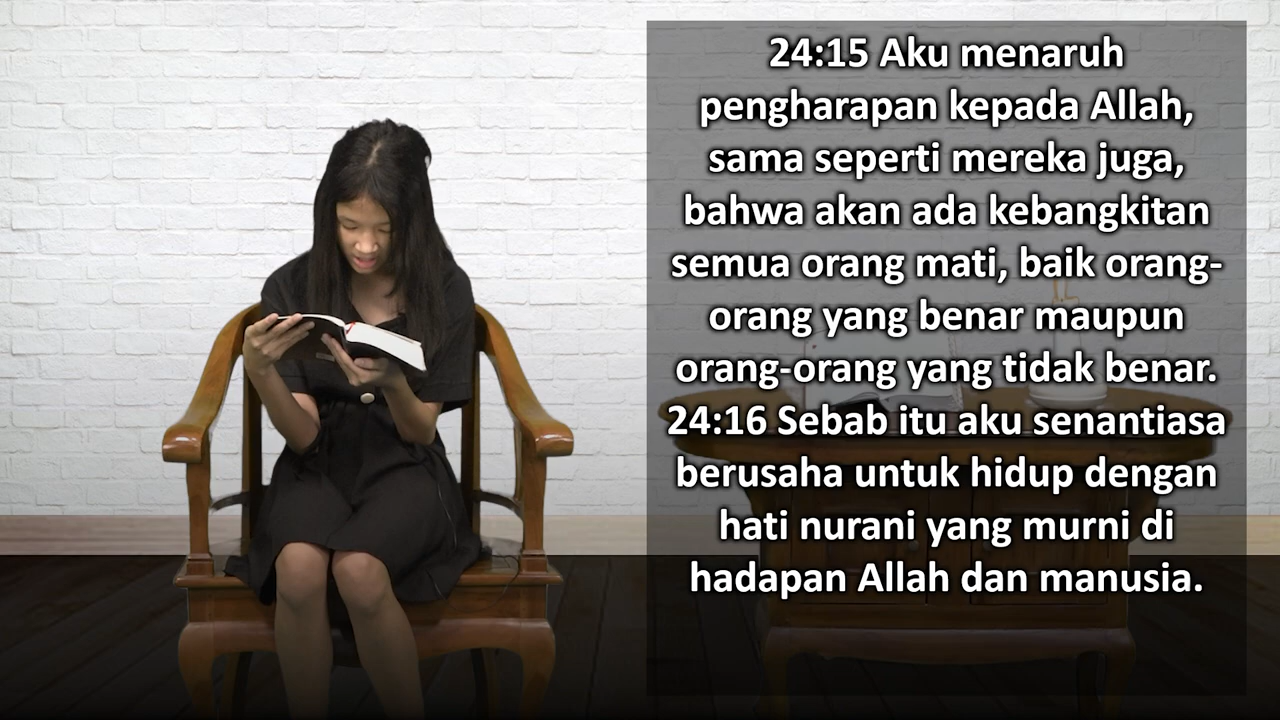 24:15 Aku menaruh
pengharapan kepada Allah,
sama seperti mereka juga,
bahwa akan ada kebangkitan
semua orang mati, baik orang-
orang yang benar maupun
orang-orang yang tidak benar.
24:16 Sebab itu aku senantiasa
berusaha untuk hidup dengan
hati nurani yang murni di
hadapan Allah dan manusia.